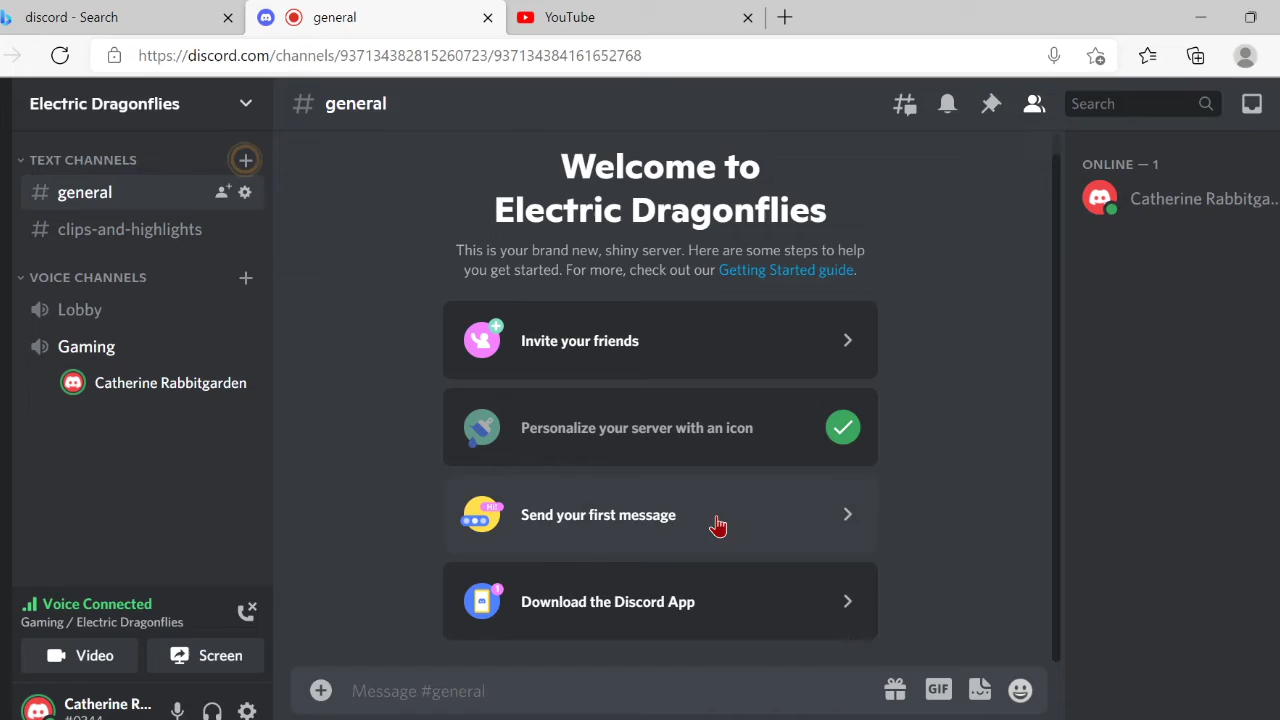 discord - Search
general
YouTube
https://discord.com/channels/937134382815260723/937134384161652768
Electric Dragonflies
general
Search
TEXT CHANNELS
general
clips-and-highlights
VOICE CHANNELS
Lobby
Gaming
Catherine Rabbitgarden
Voice Connected
Gaming / Electric Dragonflies
Video
Screen
Catherine R...
Welcome to
Electric Dragonflies
This is your brand new, shiny server. Here are some steps to help
you get started. For more, check out our Getting Started guide.
Invite your friends
Personalize your server with an icon
Hi!
Send your first message
1
Download the Discord App
Message #general
GIF
ONLINE — 1
Catherine Rabbitga...